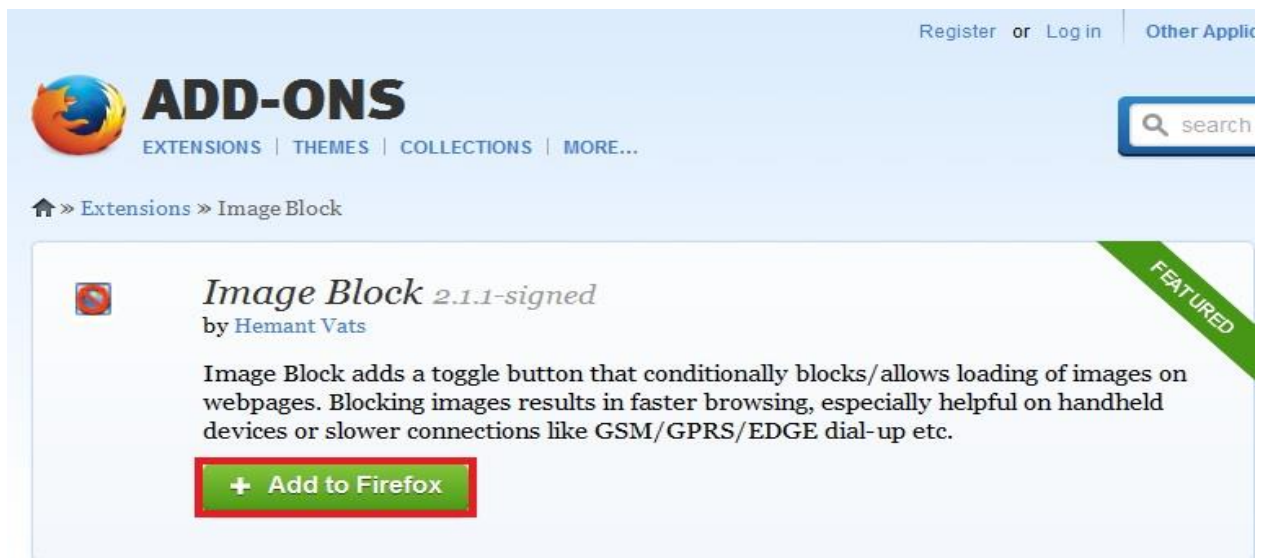 Register or Log in Other Applic
ADD-ONS
EXTENSIONS | THEMES | COLLECTIONS | MORE...
search
» Extensions » Image Block
FEATURED
Image Block 2.1.1-signed
by Hemant Vats
Image Block adds a toggle button that conditionally blocks/allows loading of images on
webpages. Blocking images results in faster browsing, especially helpful on handheld
devices or slower connections like GSM/GPRS/EDGE dial-up etc.
+ Add to Firefox